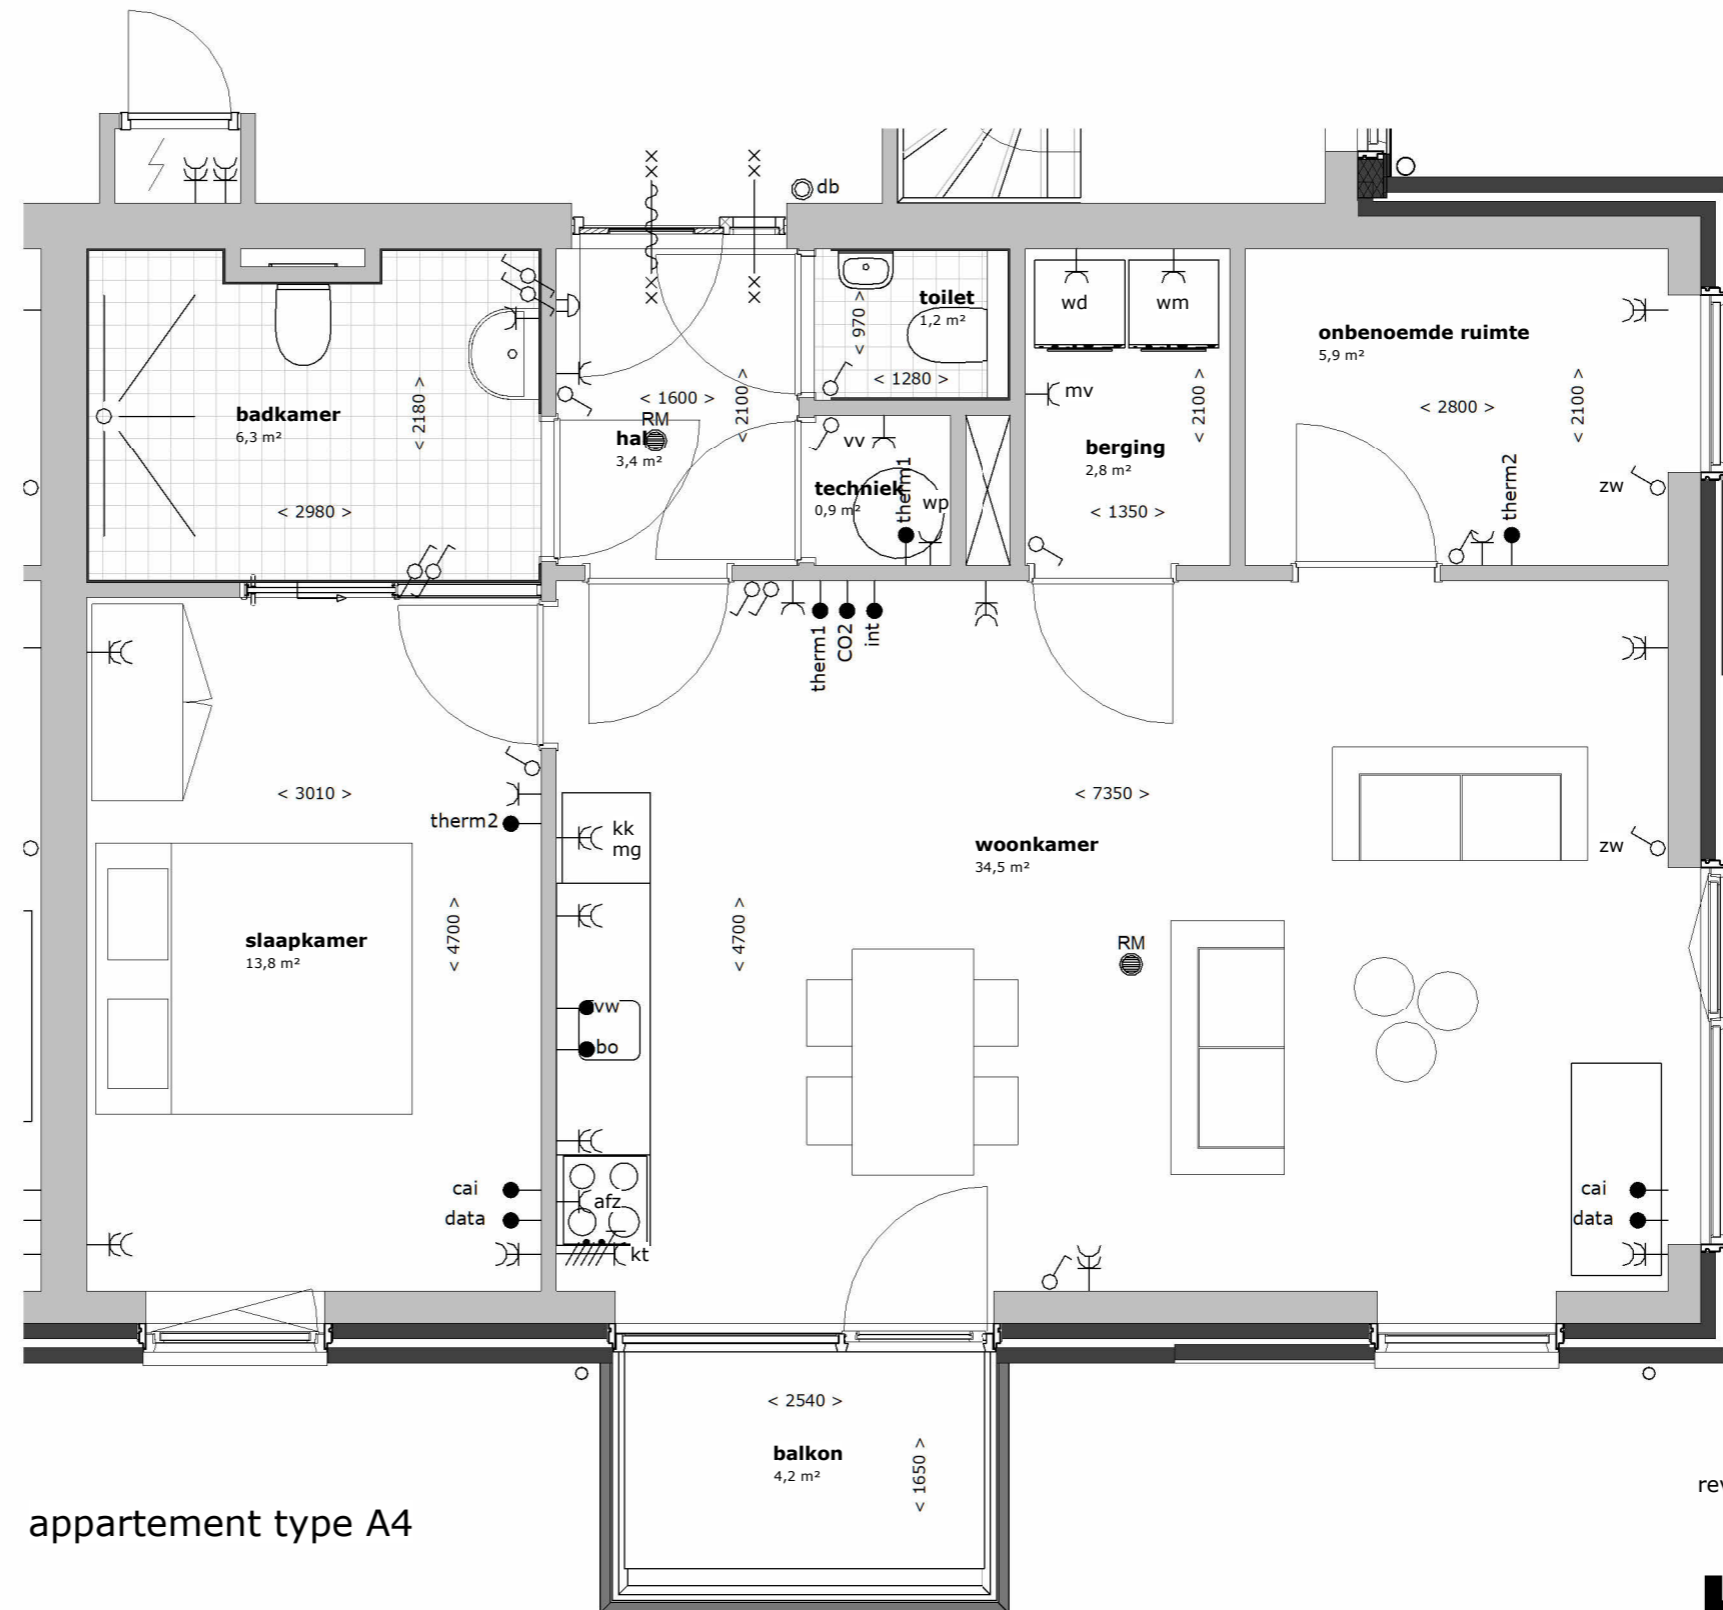 db
toilet
1,2 m²
< 970 >
< 1280 >
wd
wm
onbenoemde ruimte
5,9 m²
badkamer
6,3 m²
< 2180 >
< 2980 >
< 1600 >
RM
3,4 m²
< 2100 >
mv
berging
2,8 m²
< 2100 >
< 1350 >
< 2800 >
< 2100 >
vv
techniek
0,9 m²
therm1
wp
therm2
zw
therm1
CO2
int
< 3010 >
therm2
< 7350 >
kk
mg
woonkamer
34,5 m²
zw
slaapkamer
13,8 m²
< 4700 >
< 4700 >
RM
vw
bo
cai
data
afz
kt
cai
data
< 2540 >
balkon
4,2 m²
< 1650 >
appartement type A4